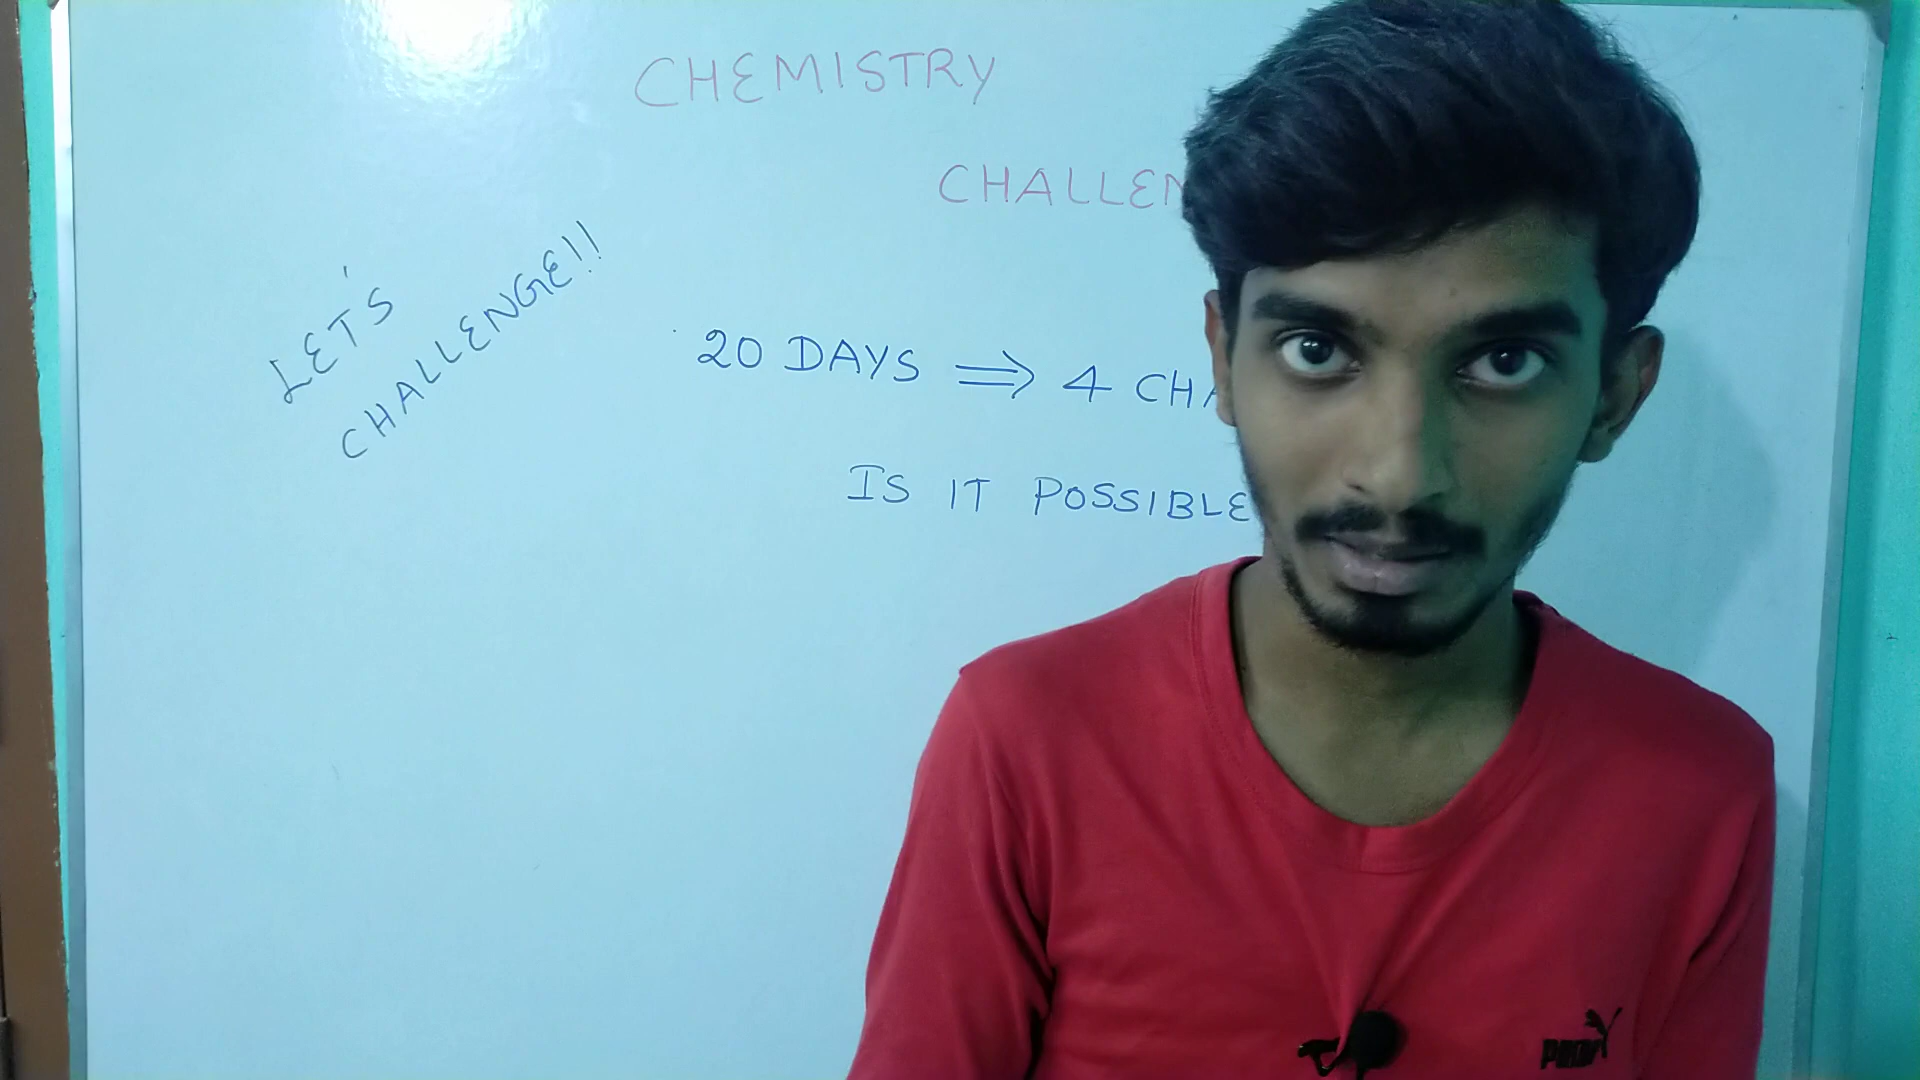 CHEMISTRY
CHALLEN
LET'S
CHALLENGE!!
20 DAYS ⇒ 4 CHA
IS IT POSSIBLE
PUMA